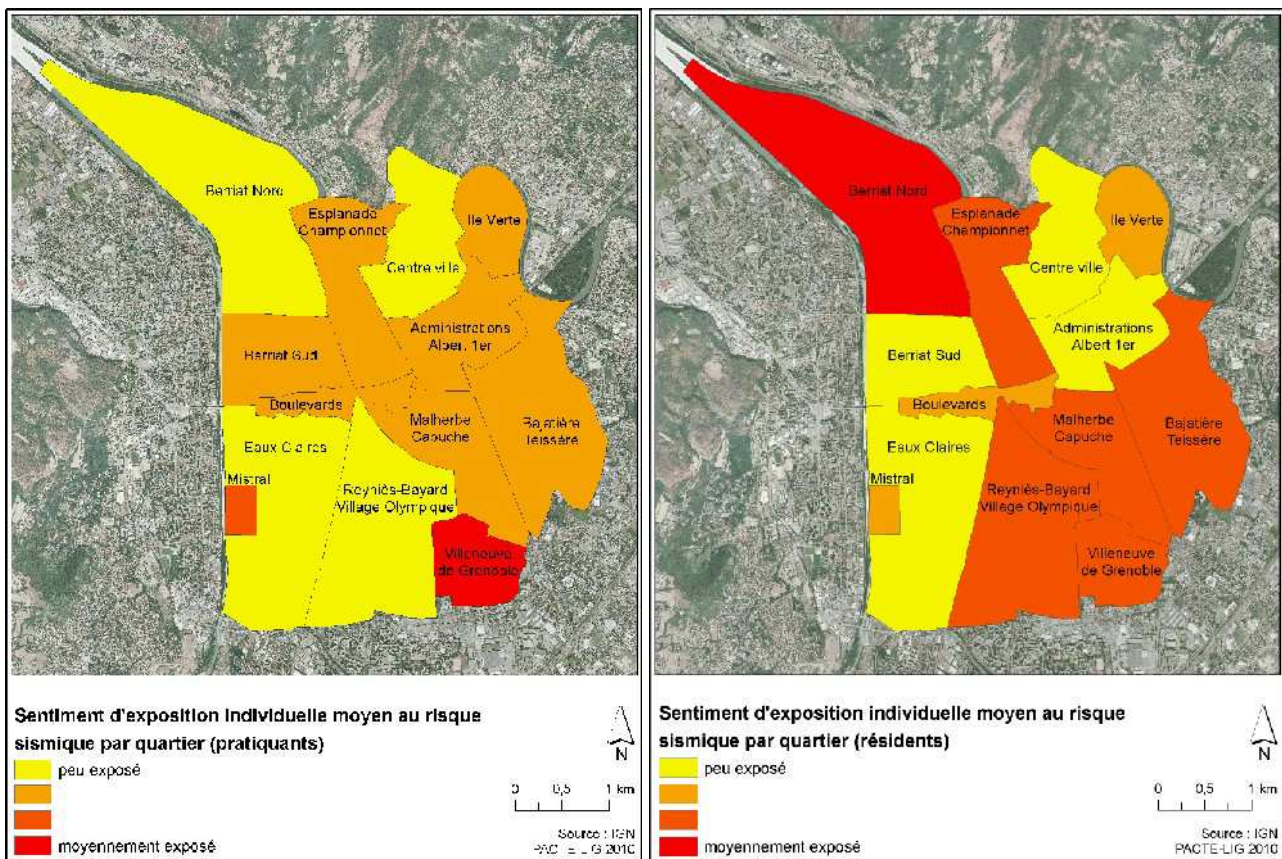 Berriat Nord
Esplanade
Championnet
Ile Verte
Centre ville
Administrations
Albert 1er
Berriat Sud
Boulevards
Malherbe
Capuche
Bajatière
Teissère
Eaux Claires
Mistral
Reyniès-Bayard
Village Olympique
Villeneuve
de Grenoble
Sentiment d'exposition individuelle moyen au risque
sismique par quartier (pratiquants)
N
peu exposé
0 0,5 1 km
moyennement exposé
Source : IGN
PACTE-LIG 2010
Berriat Nord
Esplanade
Championnet
Ile Verte
Centre ville
Administrations
Albert 1er
Berriat Sud
Boulevards
Malherbe
Capuche
Bajatière
Teissère
Eaux Claires
Mistral
Reyniès-Bayard
Village Olympique
Villeneuve
de Grenoble
Sentiment d'exposition individuelle moyen au risque
sismique par quartier (résidents)
N
peu exposé
0 0,5 1 km
moyennement exposé
Source : IGN
PACTE-LIG 2010